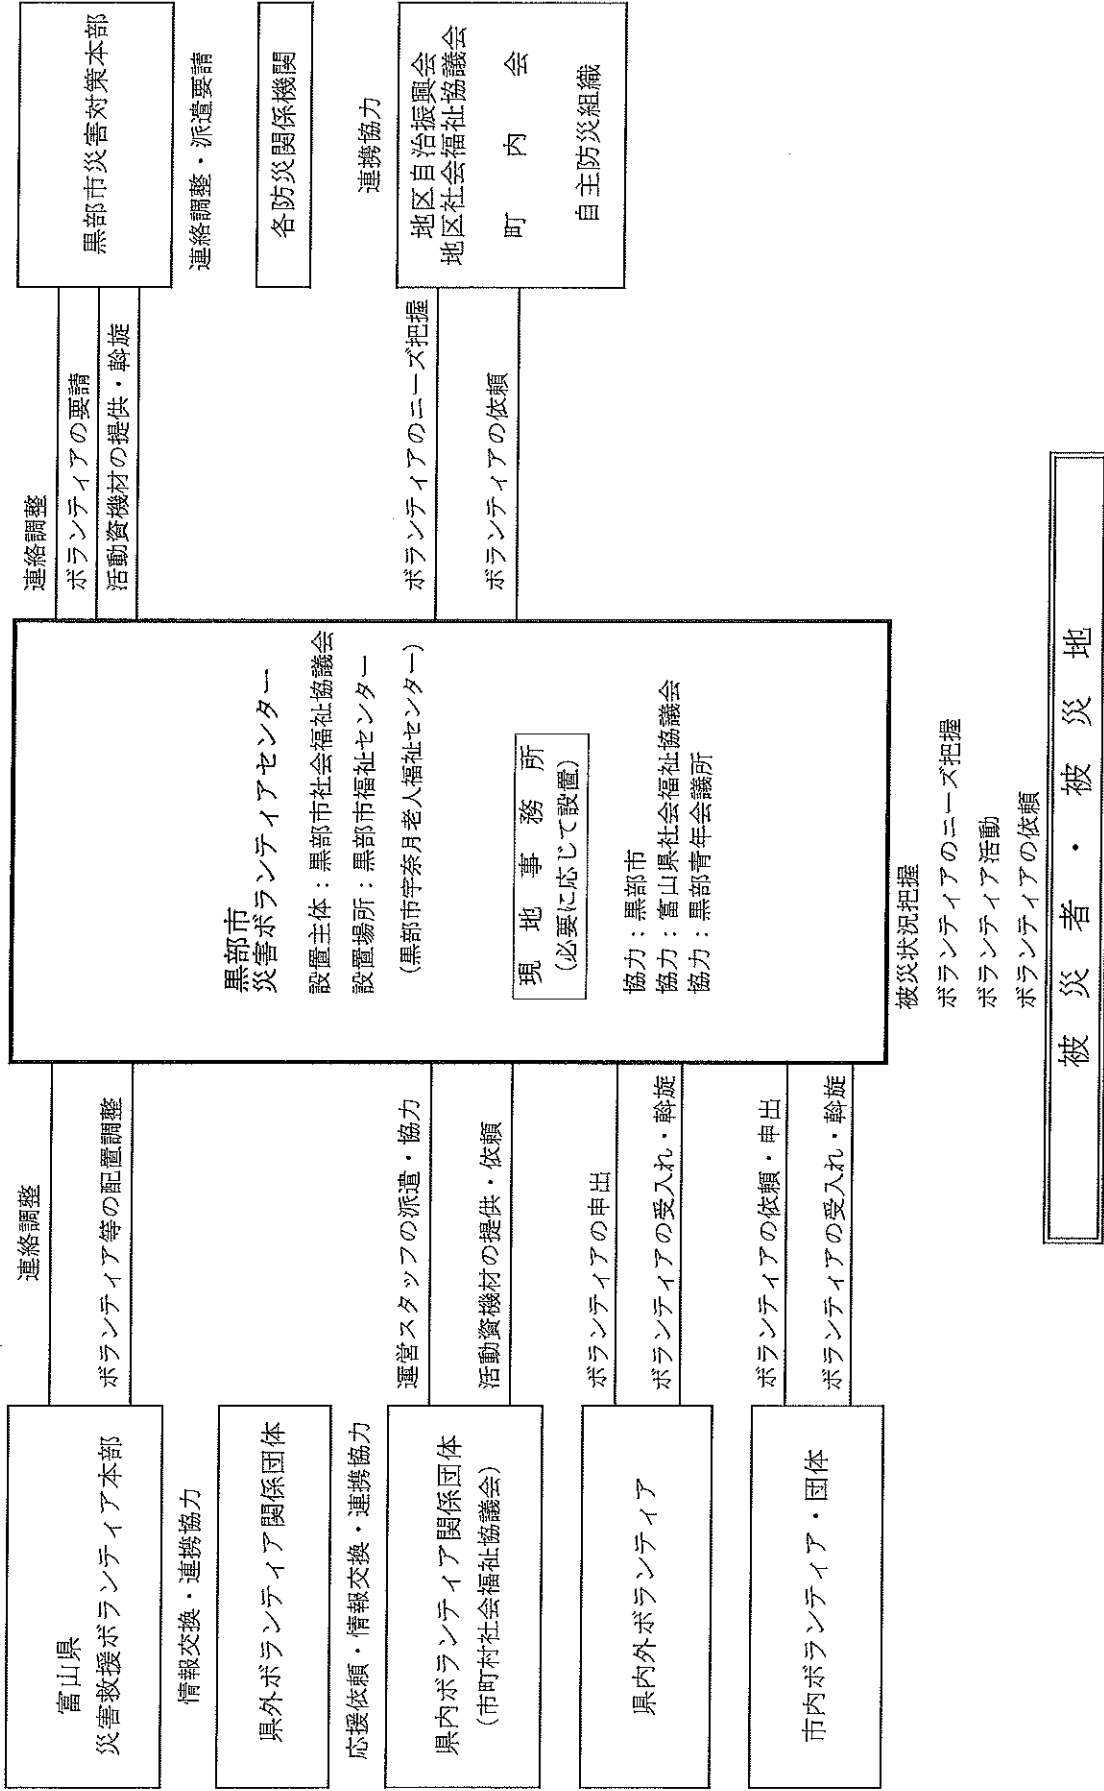 富山県
災害救援ボランティア本部
情報交換・連携協力
県外ボランティア関係団体
応援依頼・情報交換・連携協力
県内ボランティア関係団体
（市町村社会福祉協議会）
県内外ボランティア
市内ボランティア・団体
連絡調整
ボランティア等の配置調整
運営スタッフの派遣・協力
活動資機材の提供・依頼
ボランティアの申出
ボランティアの受入れ・斡旋
ボランティアの依頼・申出
ボランティアの受入れ・斡旋
黒部市
災害ボランティアセンター
設置主体：黒部市社会福祉協議会
設置場所：黒部市福祉センター
（黒部市宇奈月老人福祉センター）
現地事務所
（必要に応じて設置）
協力：黒部市
協力：富山県社会福祉協議会
協力：黒部青年会議所
連絡調整
ボランティアの要請
活動資機材の提供・斡旋
ボランティアのニーズ把握
ボランティアの依頼
黒部市災害対策本部
連絡調整・派遣要請
各防災関係機関
連携協力
地区自治振興会
地区社会福祉協議会
町内会
自主防災組織
被災状況把握
ボランティアのニーズ把握
ボランティア活動
ボランティアの依頼
被災者・被災地